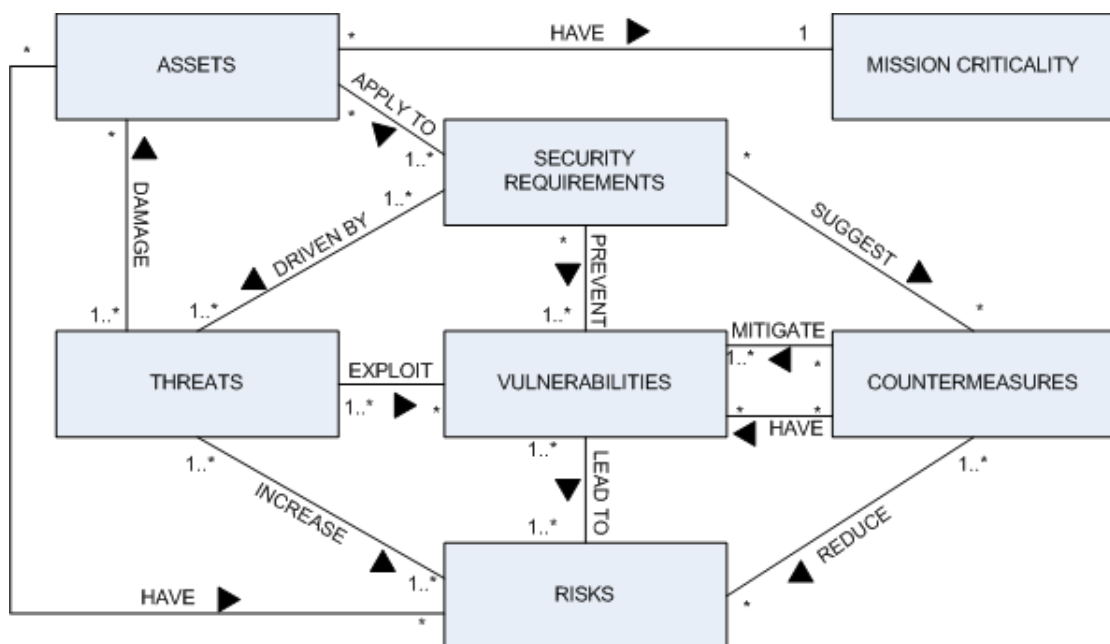 * HAVE 1
ASSETS
MISSION CRITICALITY
*
APPLY TO
*
1..*
SECURITY
REQUIREMENTS
*
*
DAMAGE
1..*
1..*
DRIVEN BY
1..*
*
PREVENT
1..*
SUGGEST
*
THREATS
EXPLOIT
1..* *
VULNERABILITIES
MITIGATE
1..* *
* *
HAVE
COUNTERMEASURES
1..*
INCREASE
1..*
1..*
LEAD TO
1..*
1..*
REDUCE
*
RISKS
HAVE
*